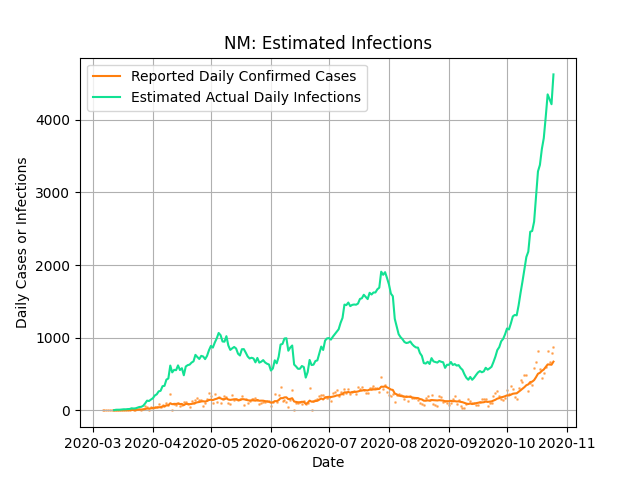 NM: Estimated Infections
Reported Daily Confirmed Cases
Estimated Actual Daily Infections
Daily Cases or Infections
4000
3000
2000
1000
0
2020-03 2020-04 2020-05 2020-06 2020-07 2020-08 2020-09 2020-10 2020-11
Date